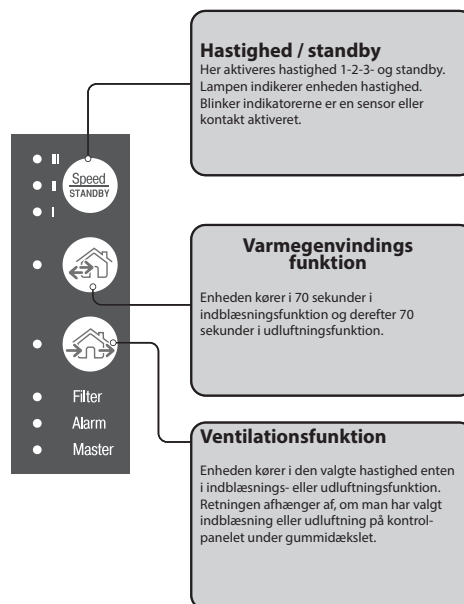 Hastighed / standby
Her aktiveres hastighed 1-2-3- og standby.
Lampen indikerer enheden hastighed.
Blinker indikatorerne er en sensor eller
kontakt aktiveret.
III
II
I
Speed
STANDBY
Varmegenvindings
funktion
Enheden kører i 70 sekunder i
indblæsningsfunktion og derefter 70
sekunder i udluftningsfunktion.
Filter
Alarm
Master
Ventilationsfunktion
Enheden kører i den valgte hastighed enten
i indblæsnings- eller udluftningsfunktion.
Retningen afhænger af, om man har valgt
indblæsning eller udluftning på kontrol-
panelet under gummidækslet.